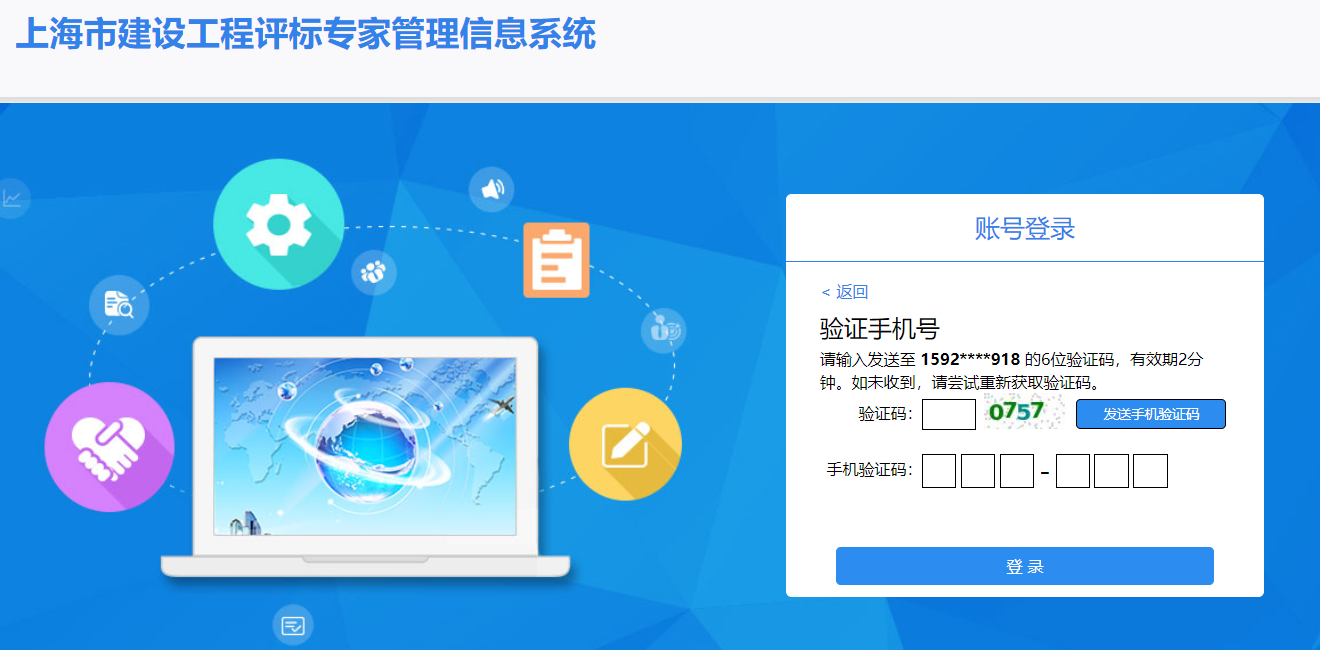 上海市建设工程评标专家管理信息系统
账号登录
< 返回
验证手机号
请输入发送至 1592****918 的6位验证码，有效期2分
钟。如未收到，请尝试重新获取验证码。
验证码： 0757 发送手机验证码
手机验证码： –
登 录